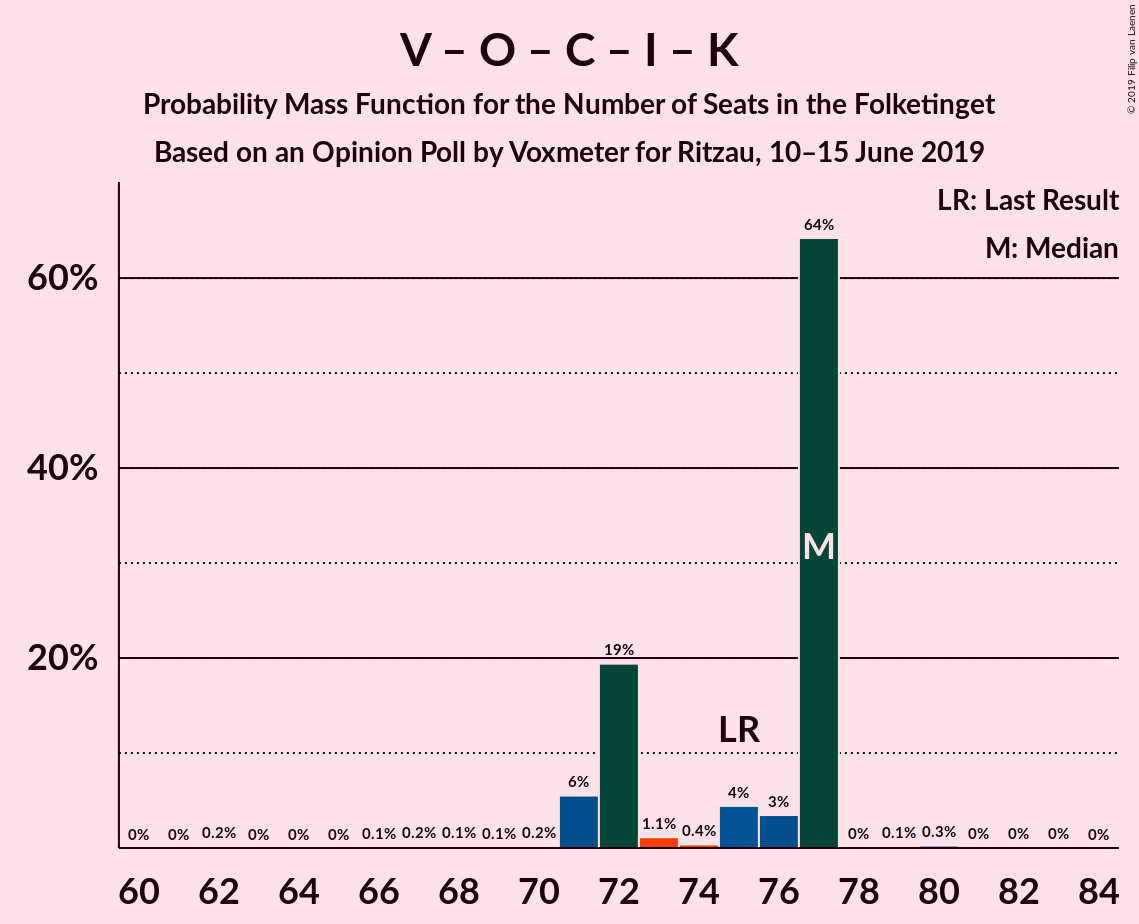 V – O – C – I – K
Probability Mass Function for the Number of Seats in the Folketinget
Based on an Opinion Poll by Voxmeter for Ritzau, 10–15 June 2019
© 2019 Filip van Laenen
LR: Last Result
M: Median
60%
40%
20%
0% 0% 0.2% 0% 0% 0% 0.1% 0.2% 0.1% 0.1% 0.2% 6% 19% 1.1% 0.4% 4% 3% 64% 0% 0.1% 0.3% 0% 0% 0% 0%
LR
M
60 62 64 66 68 70 72 74 76 78 80 82 84